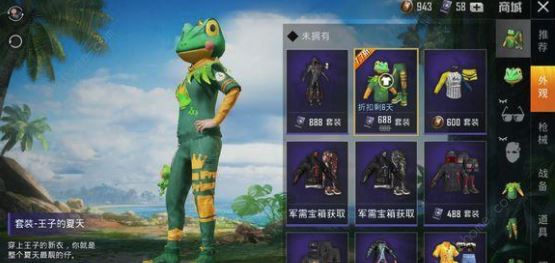 943
58
商城
未拥有
推荐
外观
枪械
战备
道具
888 套装
折扣剩8天
688 套装
600 套装
军需宝箱获取
军需宝箱获取
488 套装
套装-王子的夏天
穿上王子的新衣,你就是
整个夏天最靓的仔。